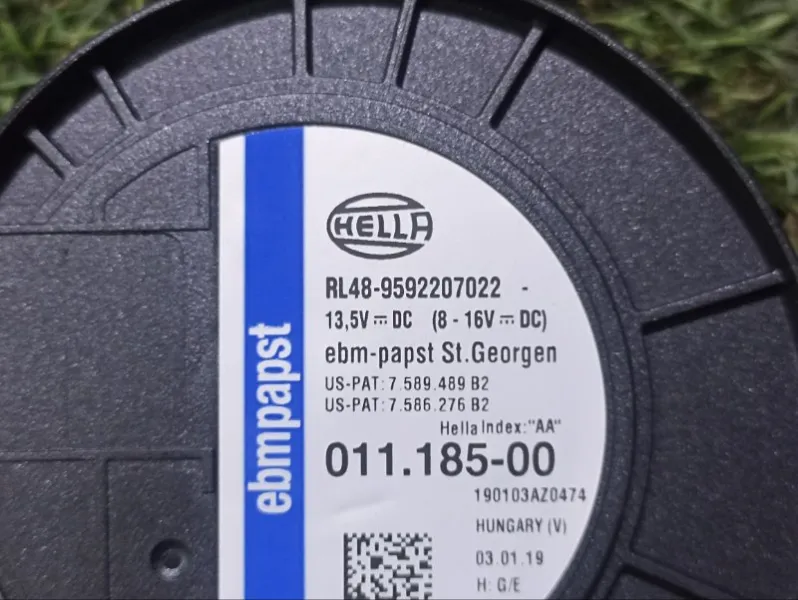 ebmpapst
HELLA
RL48-9592207022 -
13,5V ⎓ DC (8 - 16V ⎓ DC)
ebm-papst St.Georgen
US-PAT: 7.589.489 B2
US-PAT: 7.586.276 B2
Hella Index: "AA"
011.185-00
190103AZ0474
HUNGARY (V)
03.01.19
H: G/E